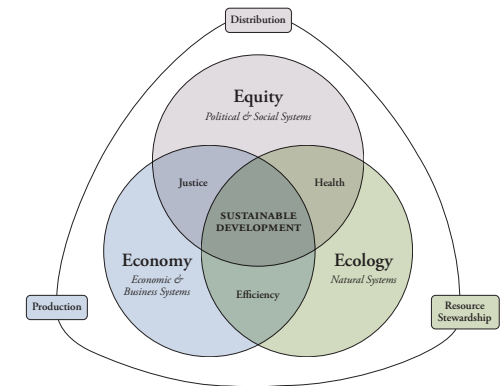 Distribution
Equity
Political & Social Systems
Justice
Health
SUSTAINABLE
DEVELOPMENT
Economy
Economic &
Business Systems
Ecology
Natural Systems
Efficiency
Production
Resource
Stewardship